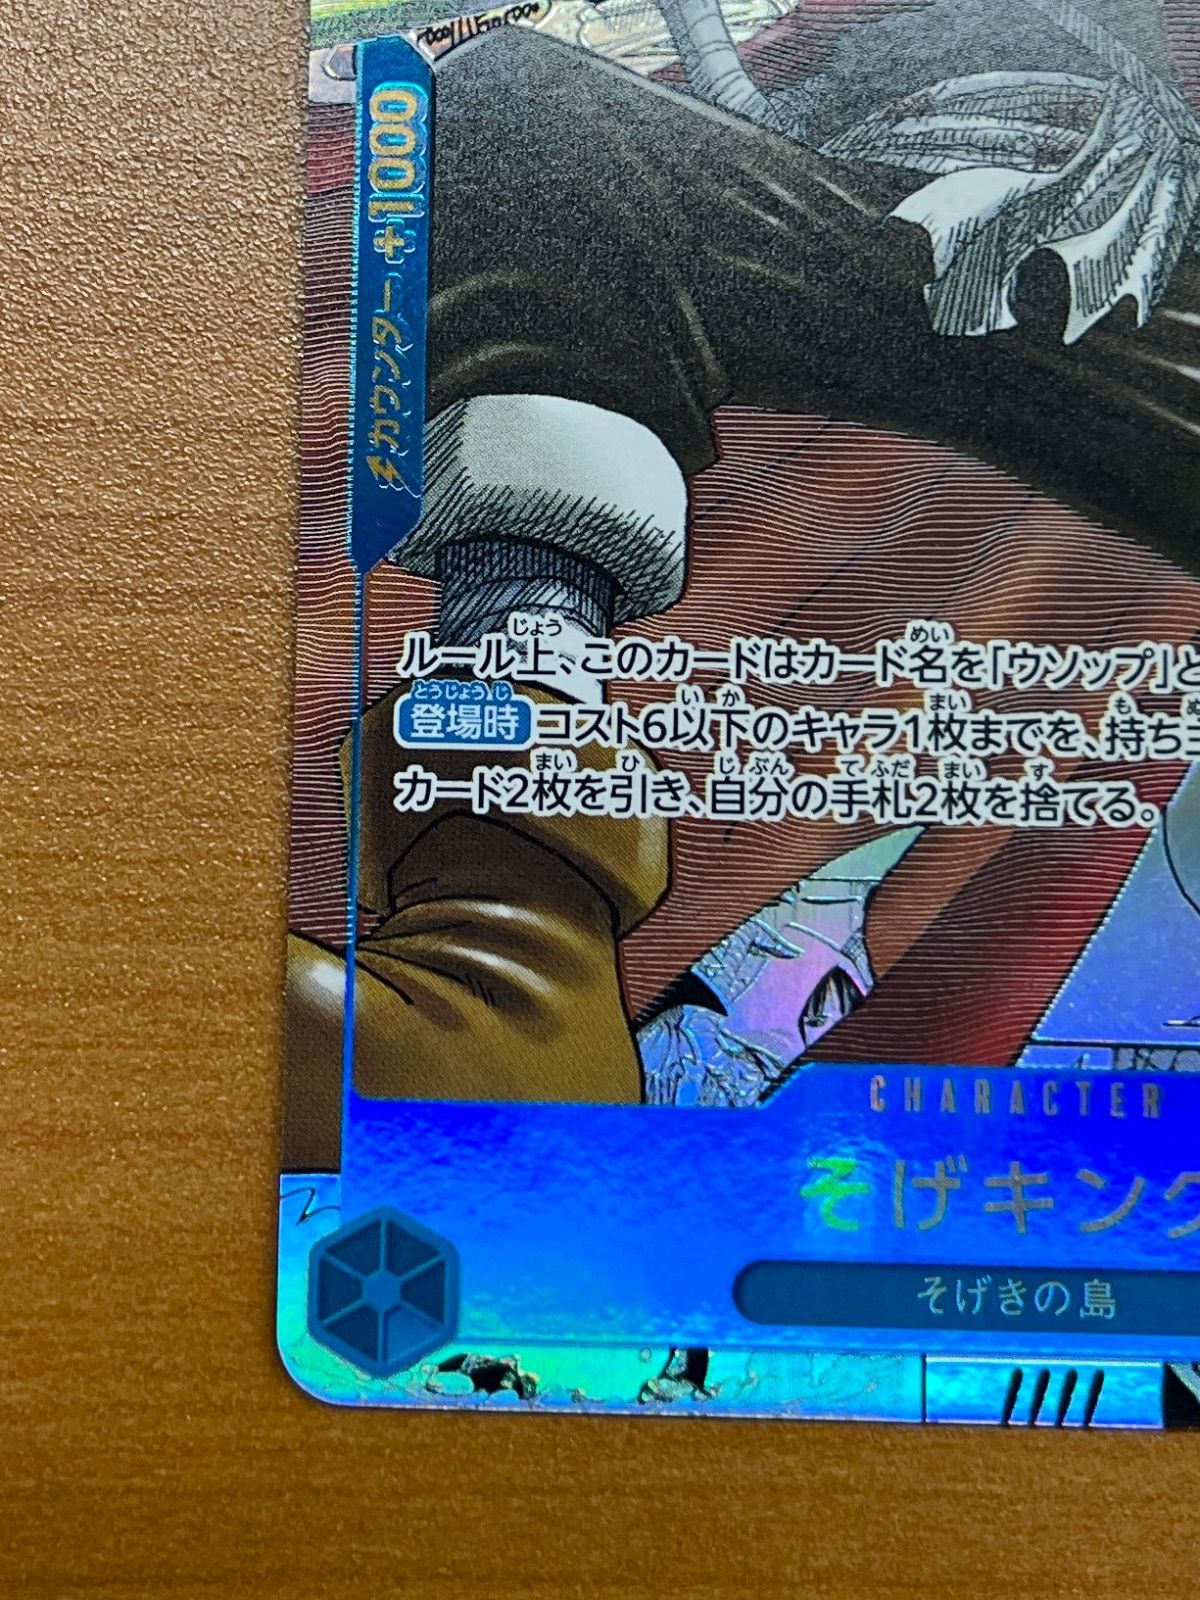 カウンター+1000
ルール上、このカードはカード名を「ウソップ」と
登場時 コスト6以下のキャラ1枚までを、持ち
カード2枚を引き、自分の手札2枚を捨てる。
CHARACTER
そげキン
そげきの島